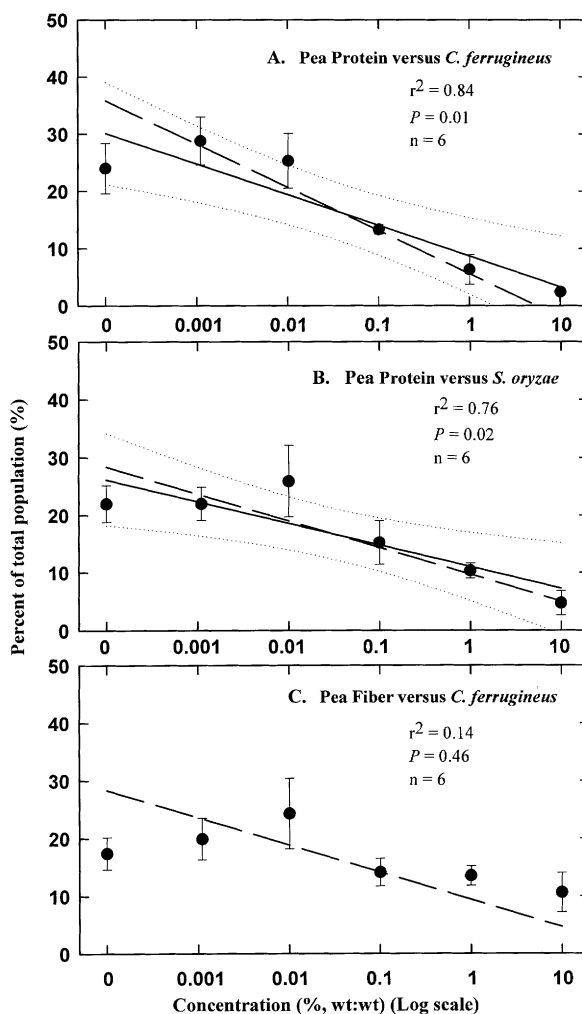 50
40
30
20
10
0
A. Pea Protein versus C. ferrugineus
r2 = 0.84
P = 0.01
n = 6
0 0.001 0.01 0.1 1 10
50
40
30
20
10
0
B. Pea Protein versus S. oryzae
r2 = 0.76
P = 0.02
n = 6
0 0.001 0.01 0.1 1 10
Percent of total population (%)
50
40
30
20
10
0
C. Pea Fiber versus C. ferrugineus
r2 = 0.14
P = 0.46
n = 6
0 0.001 0.01 0.1 1 10
Concentration (%, wt:wt) (Log scale)